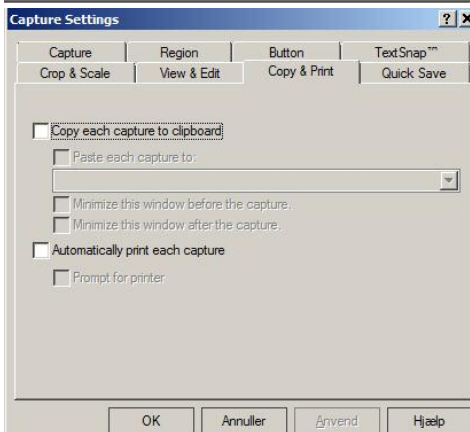 Capture Settings
Capture Region Button TextSnap™
Crop & Scale View & Edit Copy & Print Quick Save
Copy each capture to clipboard
Paste each capture to:
Minimize this window before the capture.
Minimize this window after the capture.
Automatically print each capture
Prompt for printer
OK Annuller Anvend Hjælp